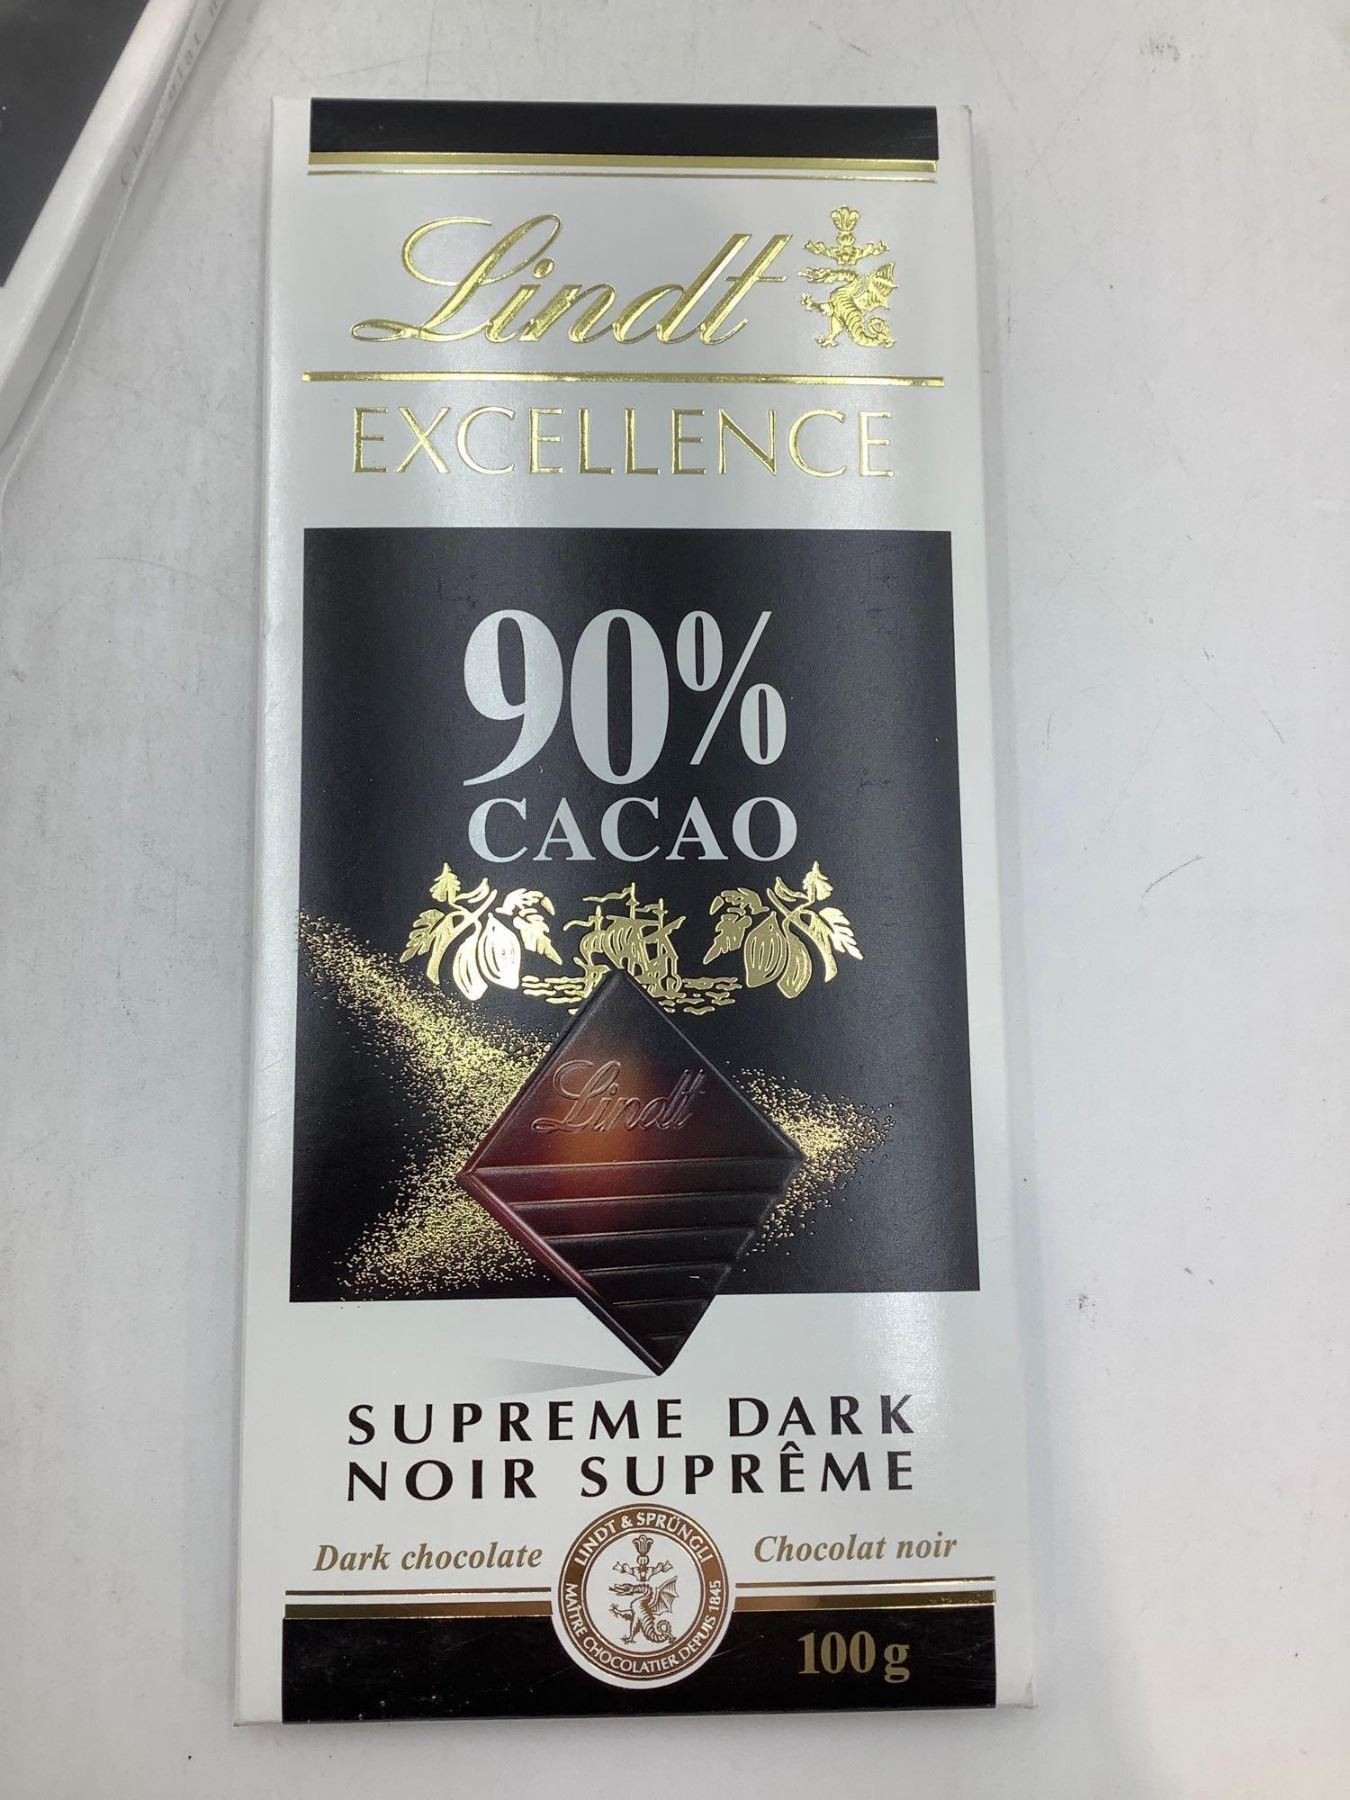 Lindt
EXCELLENCE
90%
CACAO
Lindt
SUPREME DARK
NOIR SUPRÊME
Dark chocolate
Chocolat noir
LINDT & SPRÜNGLI
MAÎTRE CHOCOLATIER DEPUIS 1845
100 g